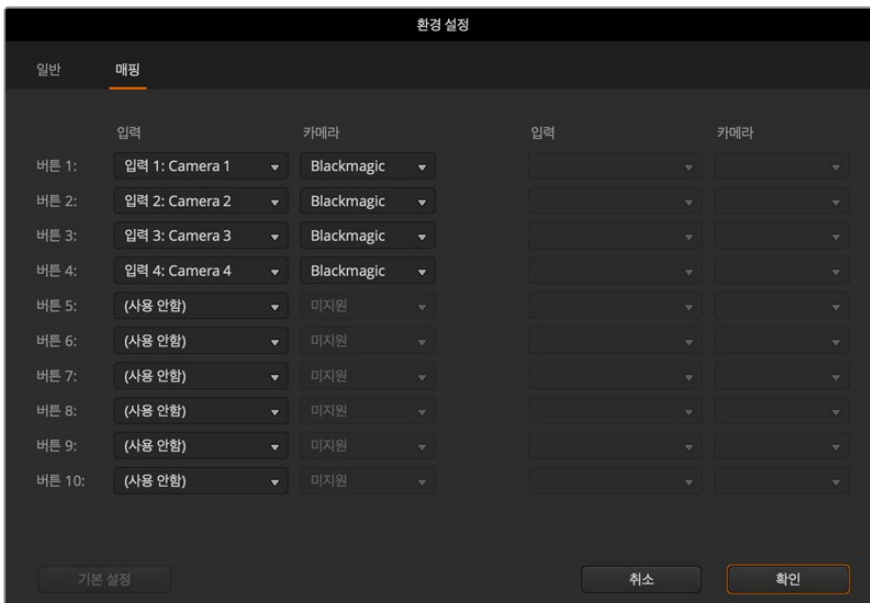 환경 설정
일반 매핑
입력 카메라 입력 카메라
버튼 1: 입력 1: Camera 1 Blackmagic
버튼 2: 입력 2: Camera 2 Blackmagic
버튼 3: 입력 3: Camera 3 Blackmagic
버튼 4: 입력 4: Camera 4 Blackmagic
버튼 5: (사용 안함) 미지원
버튼 6: (사용 안함) 미지원
버튼 7: (사용 안함) 미지원
버튼 8: (사용 안함) 미지원
버튼 9: (사용 안함) 미지원
버튼 10: (사용 안함) 미지원
기본 설정 취소 확인